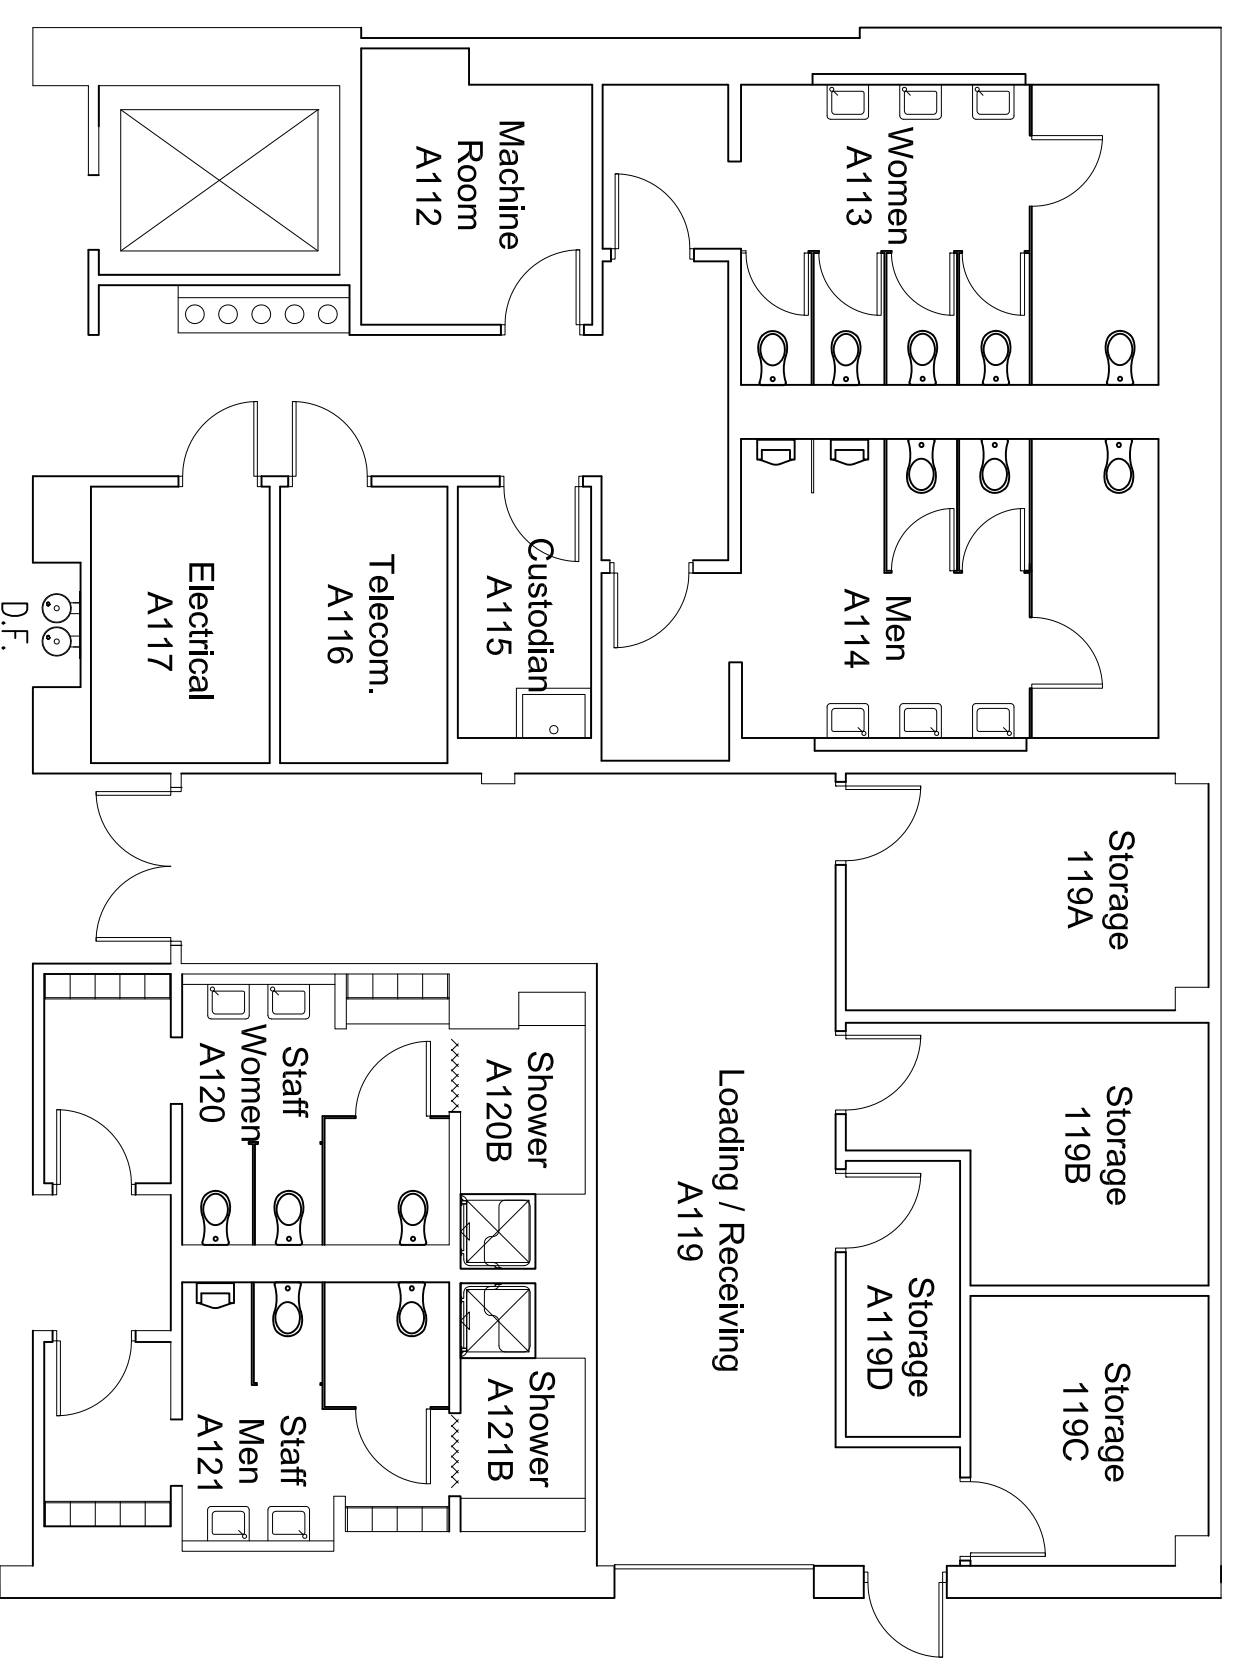 Machine
Room
A112
Women
A113
Men
A114
Custodian
A115
Telecom.
A116
Electrical
A117
D.F.
Storage
119A
Storage
119B
Storage
119C
Storage
A119D
Loading / Receiving
A119
Shower
A120B
Staff
Women
A120
Shower
A121B
Staff
Men
A121